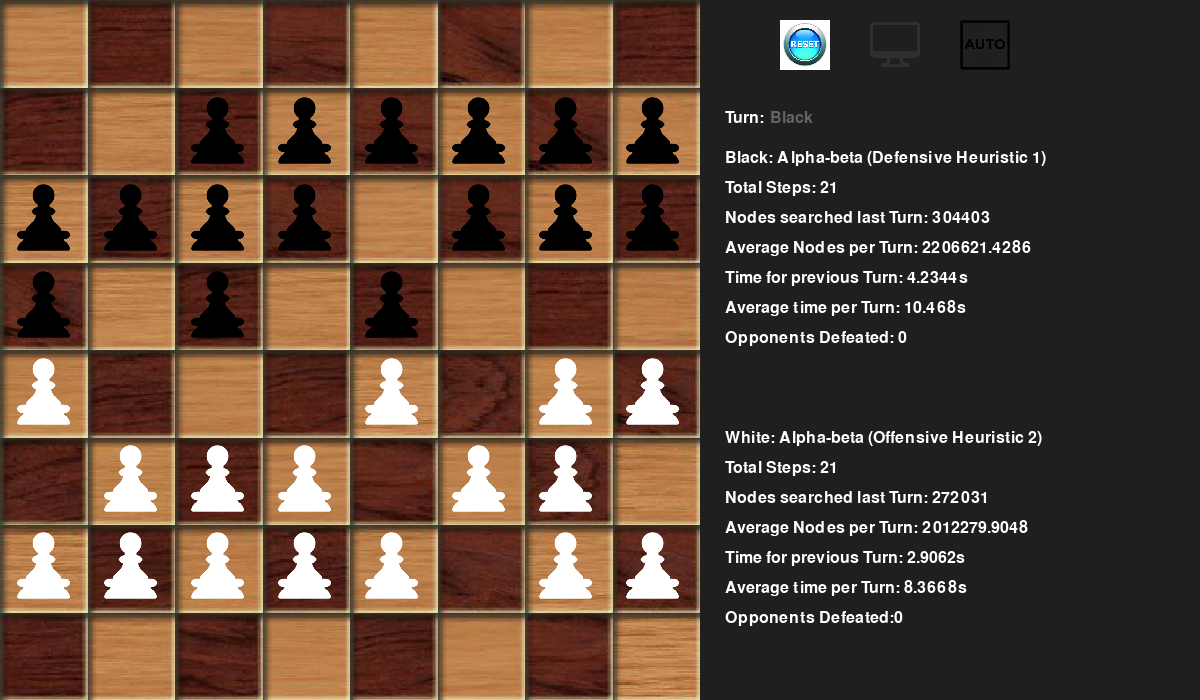 RESET
AUTO
Turn: Black
Black: Alpha-beta (Defensive Heuristic 1)
Total Steps: 21
Nodes searched last Turn: 304403
Average Nodes per Turn: 2206621.4286
Time for previous Turn: 4.2344s
Average time per Turn: 10.468s
Opponents Defeated: 0
White: Alpha-beta (Offensive Heuristic 2)
Total Steps: 21
Nodes searched last Turn: 272031
Average Nodes per Turn: 2012279.9048
Time for previous Turn: 2.9062s
Average time per Turn: 8.3668s
Opponents Defeated:0